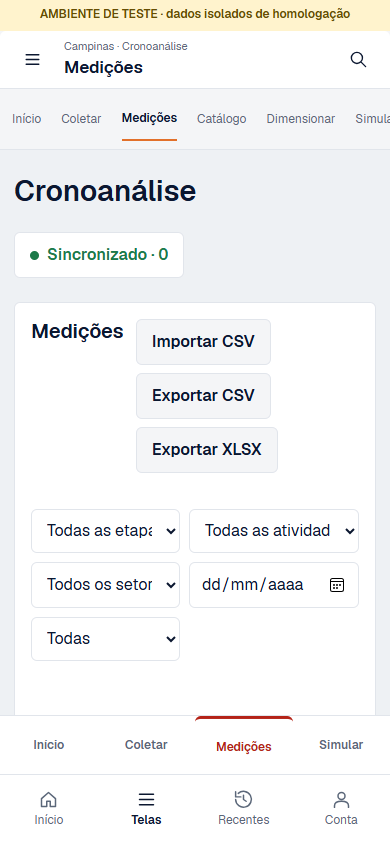 AMBIENTE DE TESTE · dados isolados de homologação
Campinas · Cronoanálise
Medições
Início Coletar Medições Catálogo Dimensionar Simula
Cronoanálise
Sincronizado · 0
Medições
Importar CSV
Exportar CSV
Exportar XLSX
Todas as etapa Todas as atividad
Todos os setor dd/mm/aaaa
Todas
Início Coletar Medições Simular
Início Telas Recentes Conta